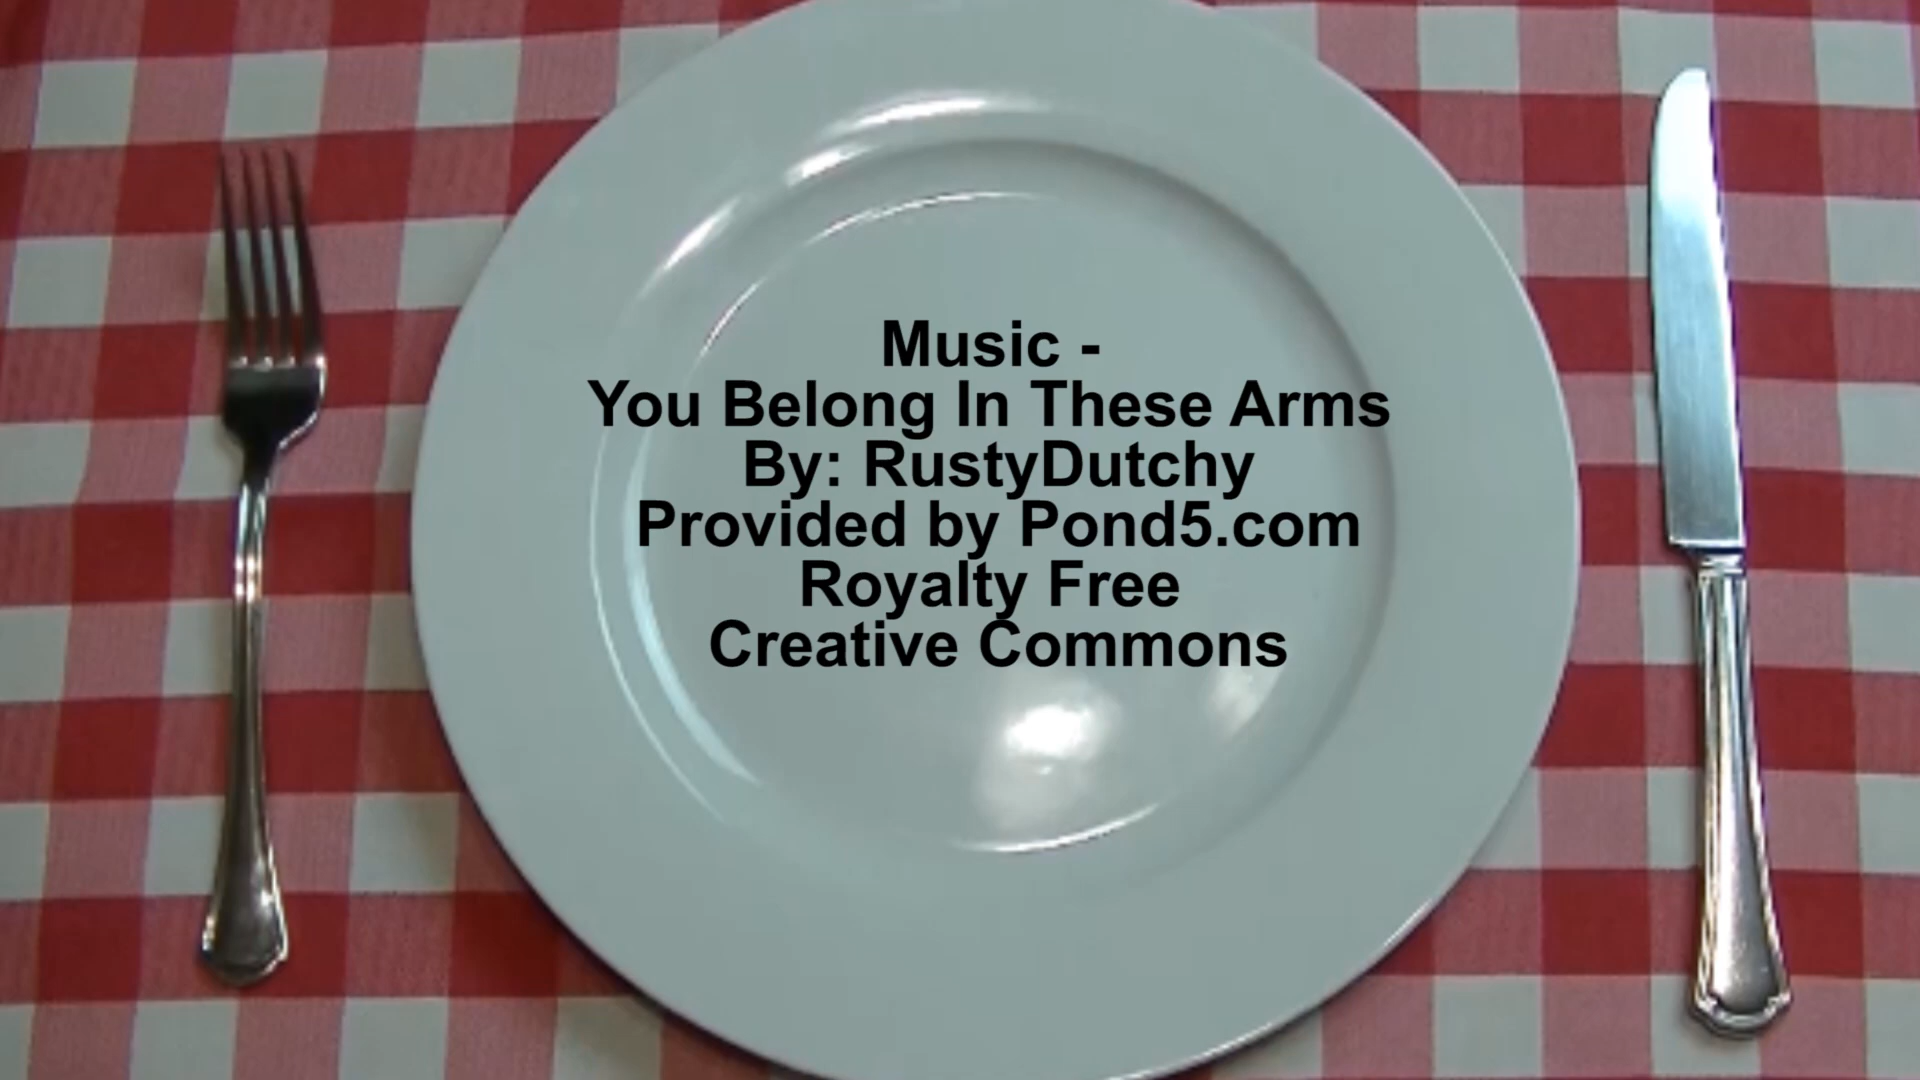 Music -
You Belong In These Arms
By: RustyDutchy
Provided by Pond5.com
Royalty Free
Creative Commons